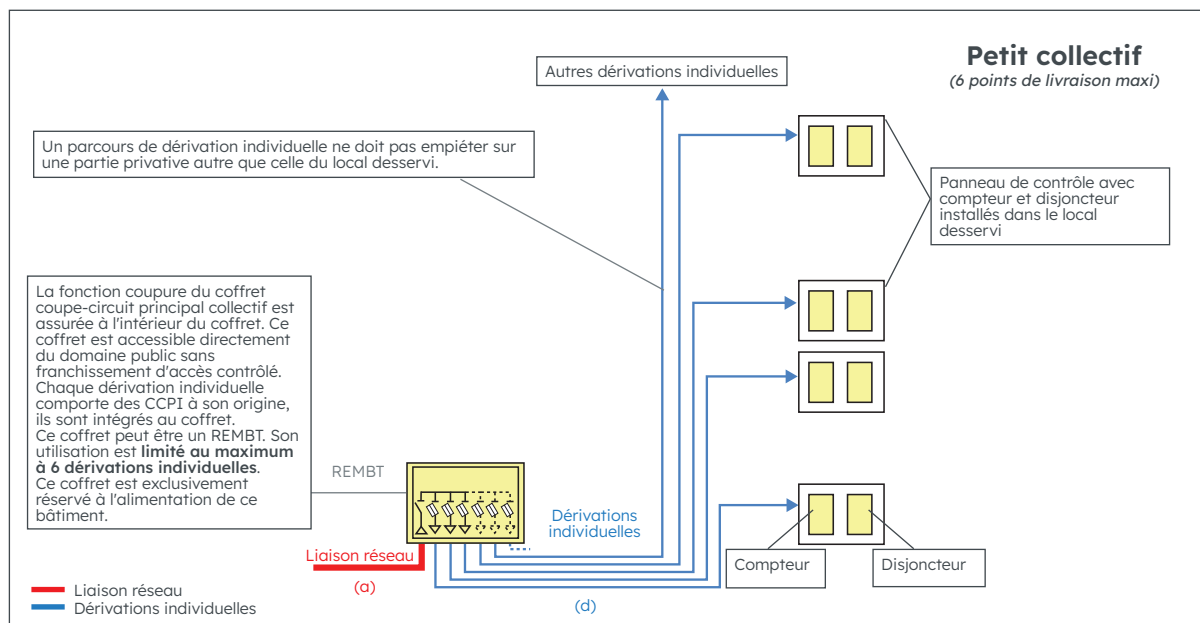 Petit collectif
(6 points de livraison maxi)
Autres dérivations individuelles
Un parcours de dérivation individuelle ne doit pas empiéter sur
une partie privative autre que celle du local desservi.
Panneau de contrôle avec
compteur et disjoncteur
installés dans le local
desservi
La fonction coupure du coffret
coupe-circuit principal collectif est
assurée à l'intérieur du coffret. Ce
coffret est accessible directement
du domaine public sans
franchissement d'accès contrôlé.
Chaque dérivation individuelle
comporte des CCPI à son origine,
ils sont intégrés au coffret.
Ce coffret peut être un REMBT. Son
utilisation est limité au maximum
à 6 dérivations individuelles.
Ce coffret est exclusivement
réservé à l'alimentation de ce
bâtiment.
REMBT
Dérivations
individuelles
Liaison réseau
(a)
(d)
Compteur
Disjoncteur
Liaison réseau
Dérivations individuelles